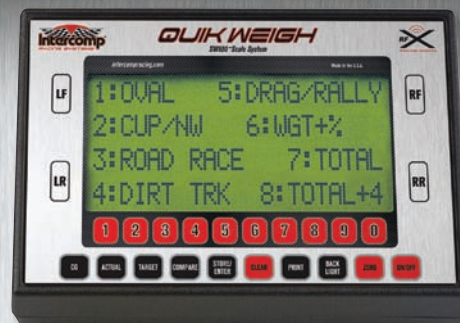 Intercomp
RACING SYSTEMS
QUIK WEIGH
SW650™ Scale System
RFX
intercompracing.com
Made in the U.S.A.
LF
RF
LR
RR
1:OVAL 5:DRAG/RALLY
2:CUP/NW 6:WGT+%
3:ROAD RACE 7:TOTAL
4:DIRT TRK 8:TOTAL+4
1 2 3 4 5 6 7 8 9 0
CG ACTUAL TARGET COMPARE STORE/ENTER CLEAR PRINT BACK LIGHT ZERO ON/OFF